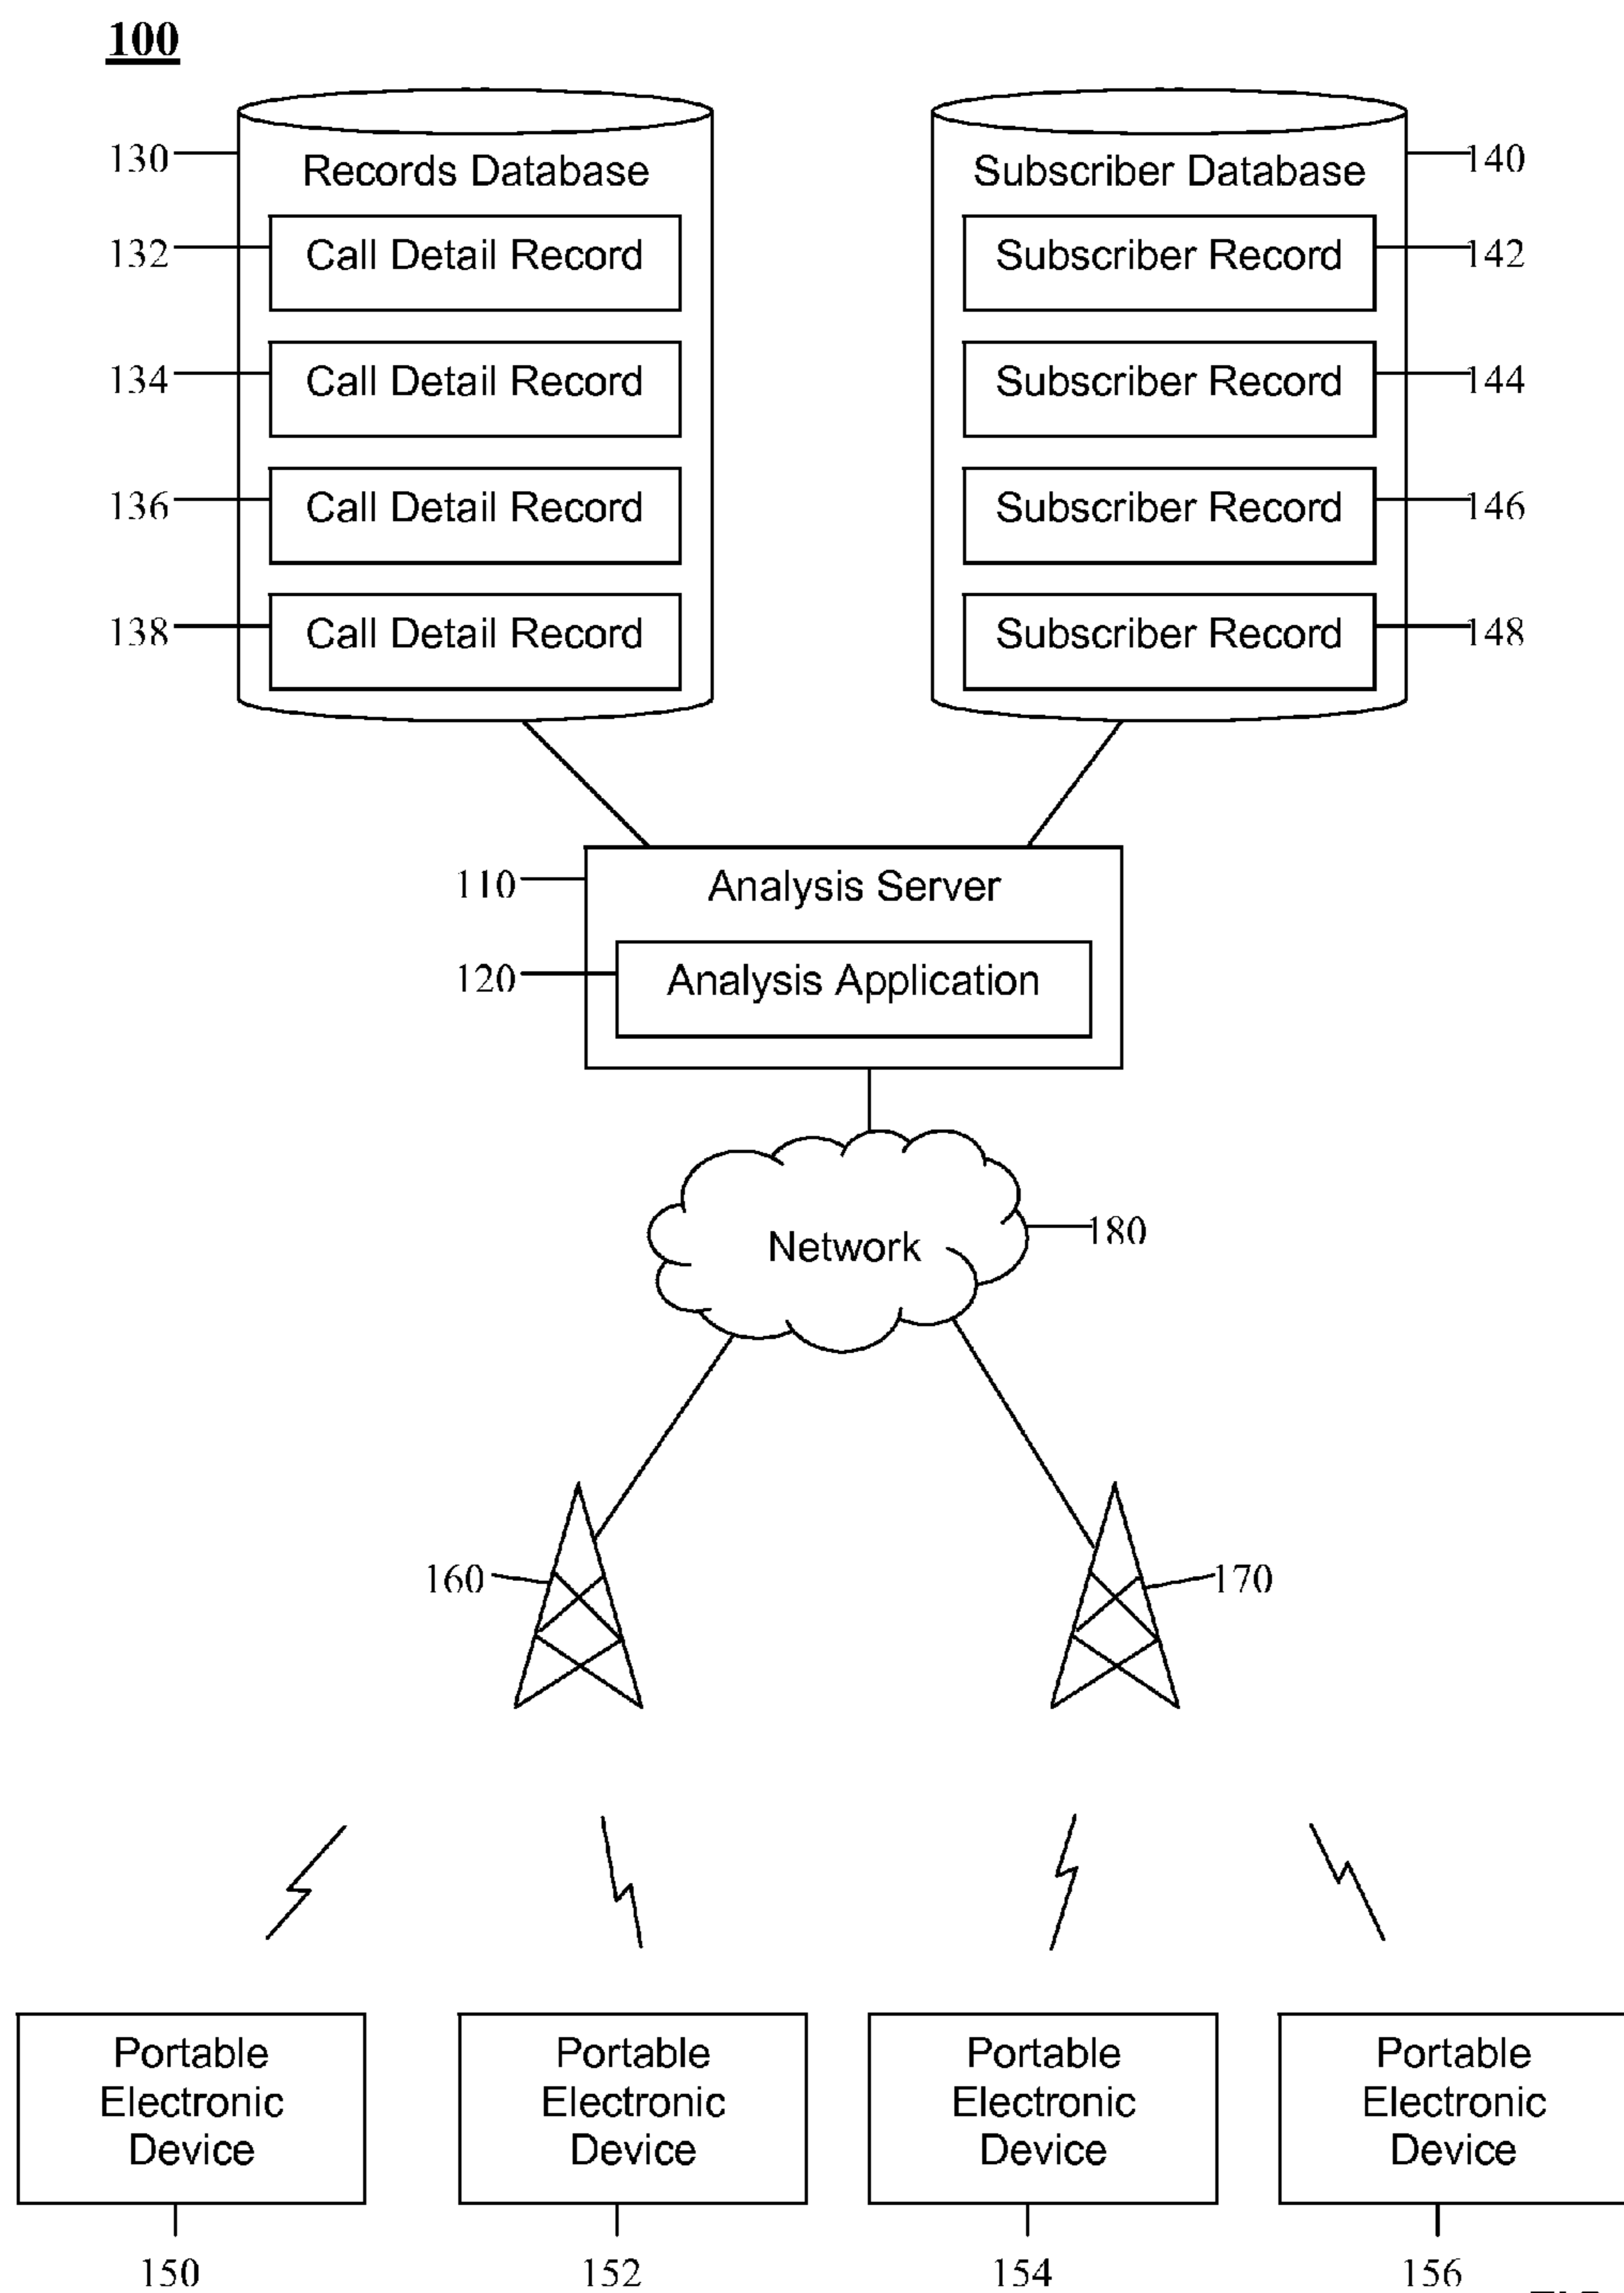 100
130
Records Database
132
Call Detail Record
134
Call Detail Record
136
Call Detail Record
138
Call Detail Record
Subscriber Database
140
Subscriber Record
142
Subscriber Record
144
Subscriber Record
146
Subscriber Record
148
110
Analysis Server
120
Analysis Application
Network
180
160
170
Portable
Electronic
Device
150
Portable
Electronic
Device
152
Portable
Electronic
Device
154
Portable
Electronic
Device
156